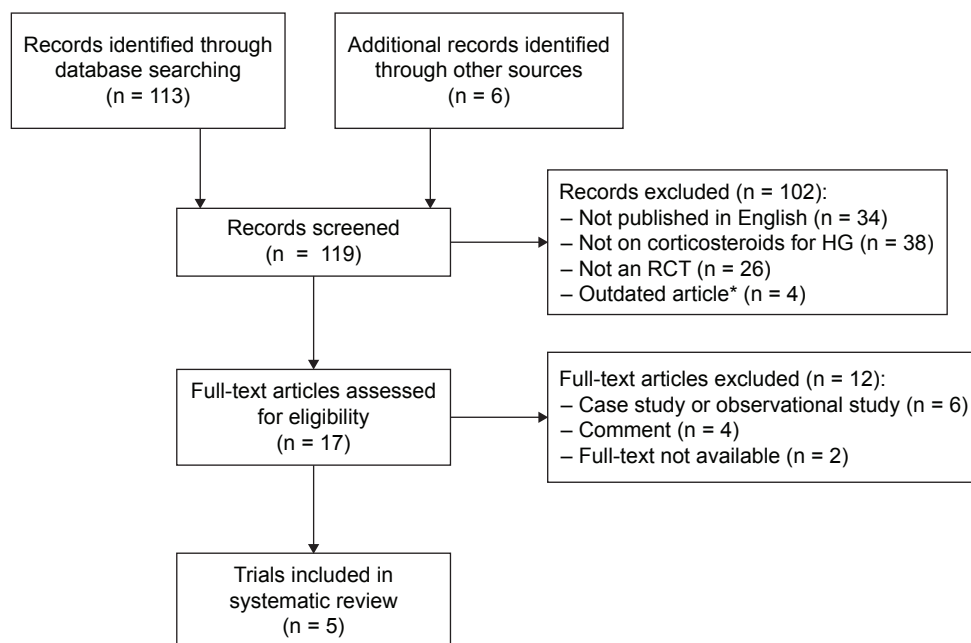 Records identified through
database searching
(n = 113)
Additional records identified
through other sources
(n = 6)
Records screened
(n = 119)
Records excluded (n = 102):
– Not published in English (n = 34)
– Not on corticosteroids for HG (n = 38)
– Not an RCT (n = 26)
– Outdated article* (n = 4)
Full-text articles assessed
for eligibility
(n = 17)
Full-text articles excluded (n = 12):
– Case study or observational study (n = 6)
– Comment (n = 4)
– Full-text not available (n = 2)
Trials included in
systematic review
(n = 5)